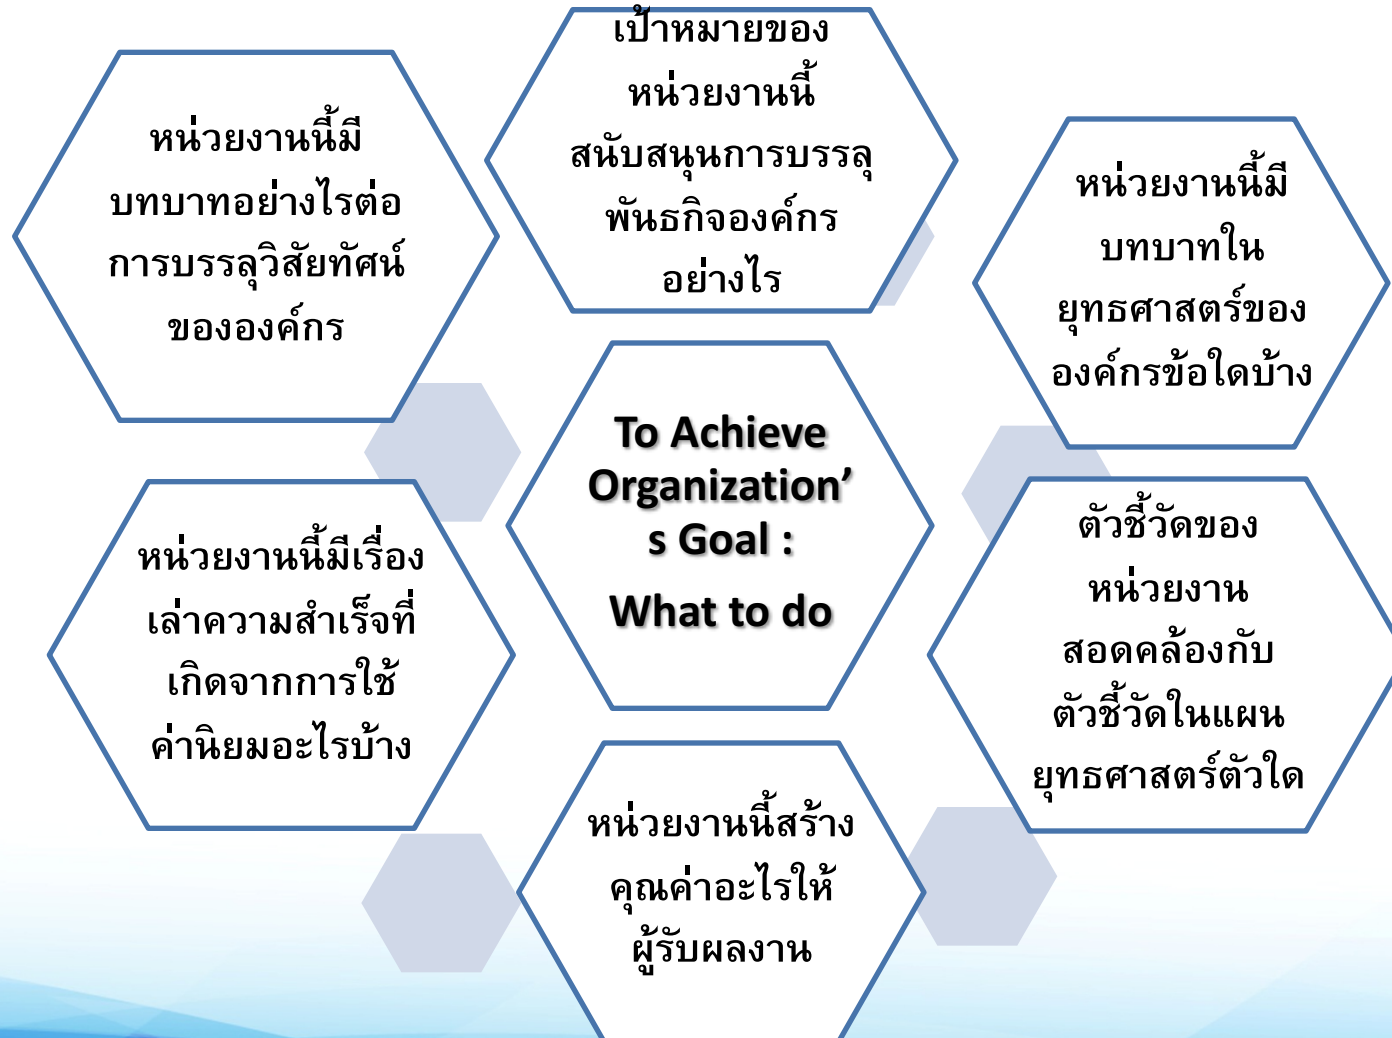 หน่วยงานนี้มี
บทบาทอย่างไรต่อ
การบรรลุวิสัยทัศน์
ขององค์กร
เป้าหมายของ
หน่วยงานนี้
สนับสนุนการบรรลุ
พันธกิจองค์กร
อย่างไร
หน่วยงานนี้มี
บทบาทใน
ยุทธศาสตร์ของ
องค์กรข้อใดบ้าง
To Achieve
Organization’
s Goal :
What to do
หน่วยงานนี้มีเรื่อง
เล่าความสำเร็จที่
เกิดจากการใช้
ค่านิยมอะไรบ้าง
ตัวชี้วัดของ
หน่วยงาน
สอดคล้องกับ
ตัวชี้วัดในแผน
ยุทธศาสตร์ตัวใด
หน่วยงานนี้สร้าง
คุณค่าอะไรให้
ผู้รับผลงาน